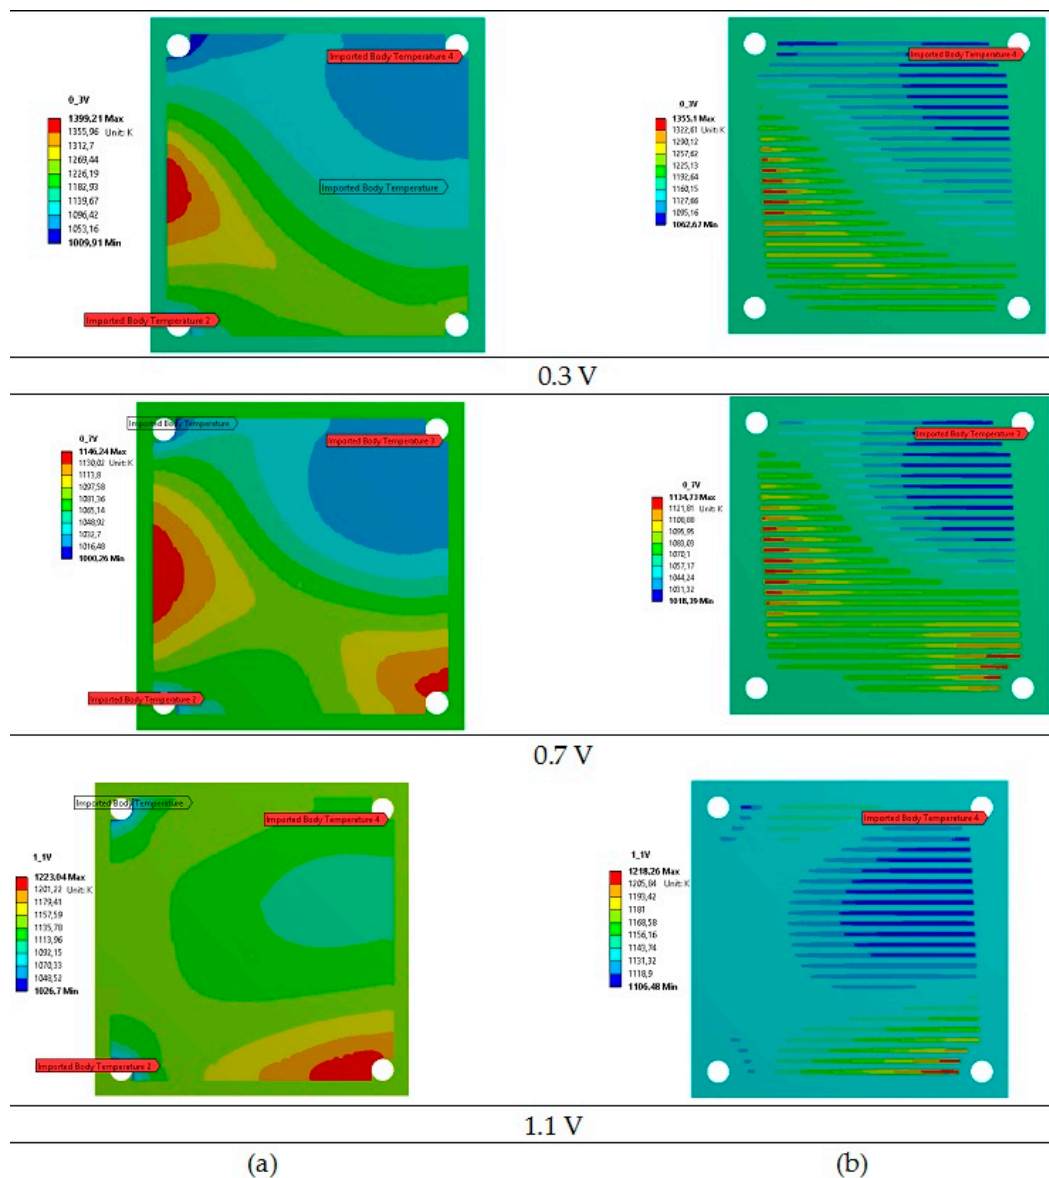 Imported Body Temperature 4
Imported Body Temperature 4
0_3V
1399,21 Max
1355,96 Unit: K
1312,7
1269,44
1226,19
1182,93
1139,67
1096,42
1053,16
1009,91 Min
Imported Body Temperature
Imported Body Temperature 2
0_3V
1355,1 Max
1322,61 Unit: K
1290,12
1257,62
1225,13
1192,64
1160,15
1127,66
1095,16
1062,67 Min
0.3 V
Imported Body Temperature
Imported Body Temperature 3
Imported Body Temperature 3
0_7V
1146,24 Max
1130,02 Unit: K
1113,8
1097,58
1081,36
1065,14
1048,92
1032,7
1016,48
1000,26 Min
Imported Body Temperature 2
0_7V
1134,73 Max
1121,81 Unit: K
1108,88
1095,95
1083,03
1070,1
1057,17
1044,24
1031,32
1018,39 Min
0.7 V
Imported Body Temperature
Imported Body Temperature 4
Imported Body Temperature 4
1_1V
1223,04 Max
1201,22 Unit: K
1179,41
1157,59
1135,78
1113,96
1092,15
1070,33
1048,52
1026,7 Min
Imported Body Temperature 2
1_1V
1218,26 Max
1205,84 Unit: K
1193,42
1181
1168,58
1156,16
1143,74
1131,32
1118,9
1106,48 Min
1.1 V
(a)
(b)